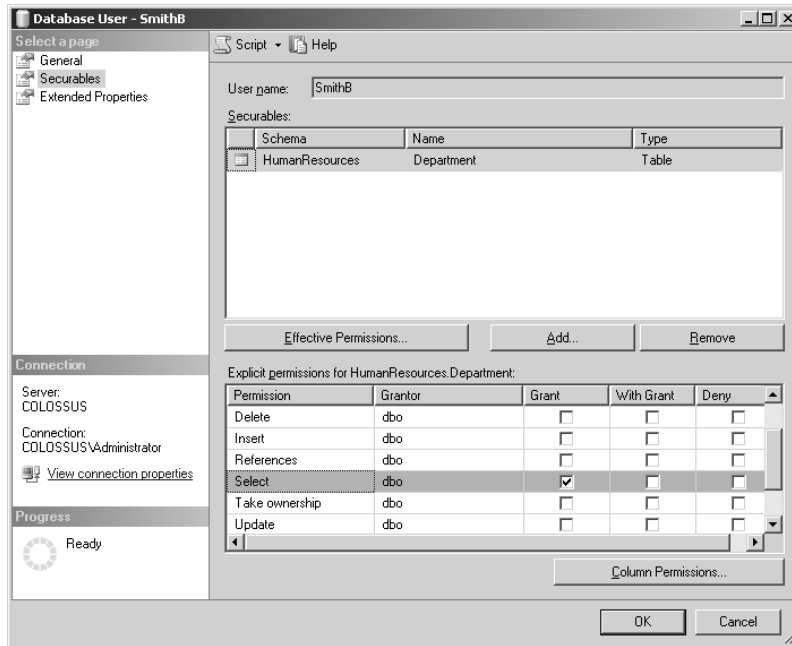 Database User - SmithB
Select a page
General
Securables
Extended Properties
Script Help
User name: SmithB
Securables:
Schema Name Type
HumanResources Department Table
Effective Permissions... Add... Remove
Explicit permissions for HumanResources.Department:
Permission Grantor Grant With Grant Deny
Delete dbo
Insert dbo
References dbo
Select dbo
Take ownership dbo
Update dbo
Column Permissions...
Connection
Server:
COLOSSUS
Connection:
COLOSSUS\Administrator
View connection properties
Progress
Ready
OK Cancel